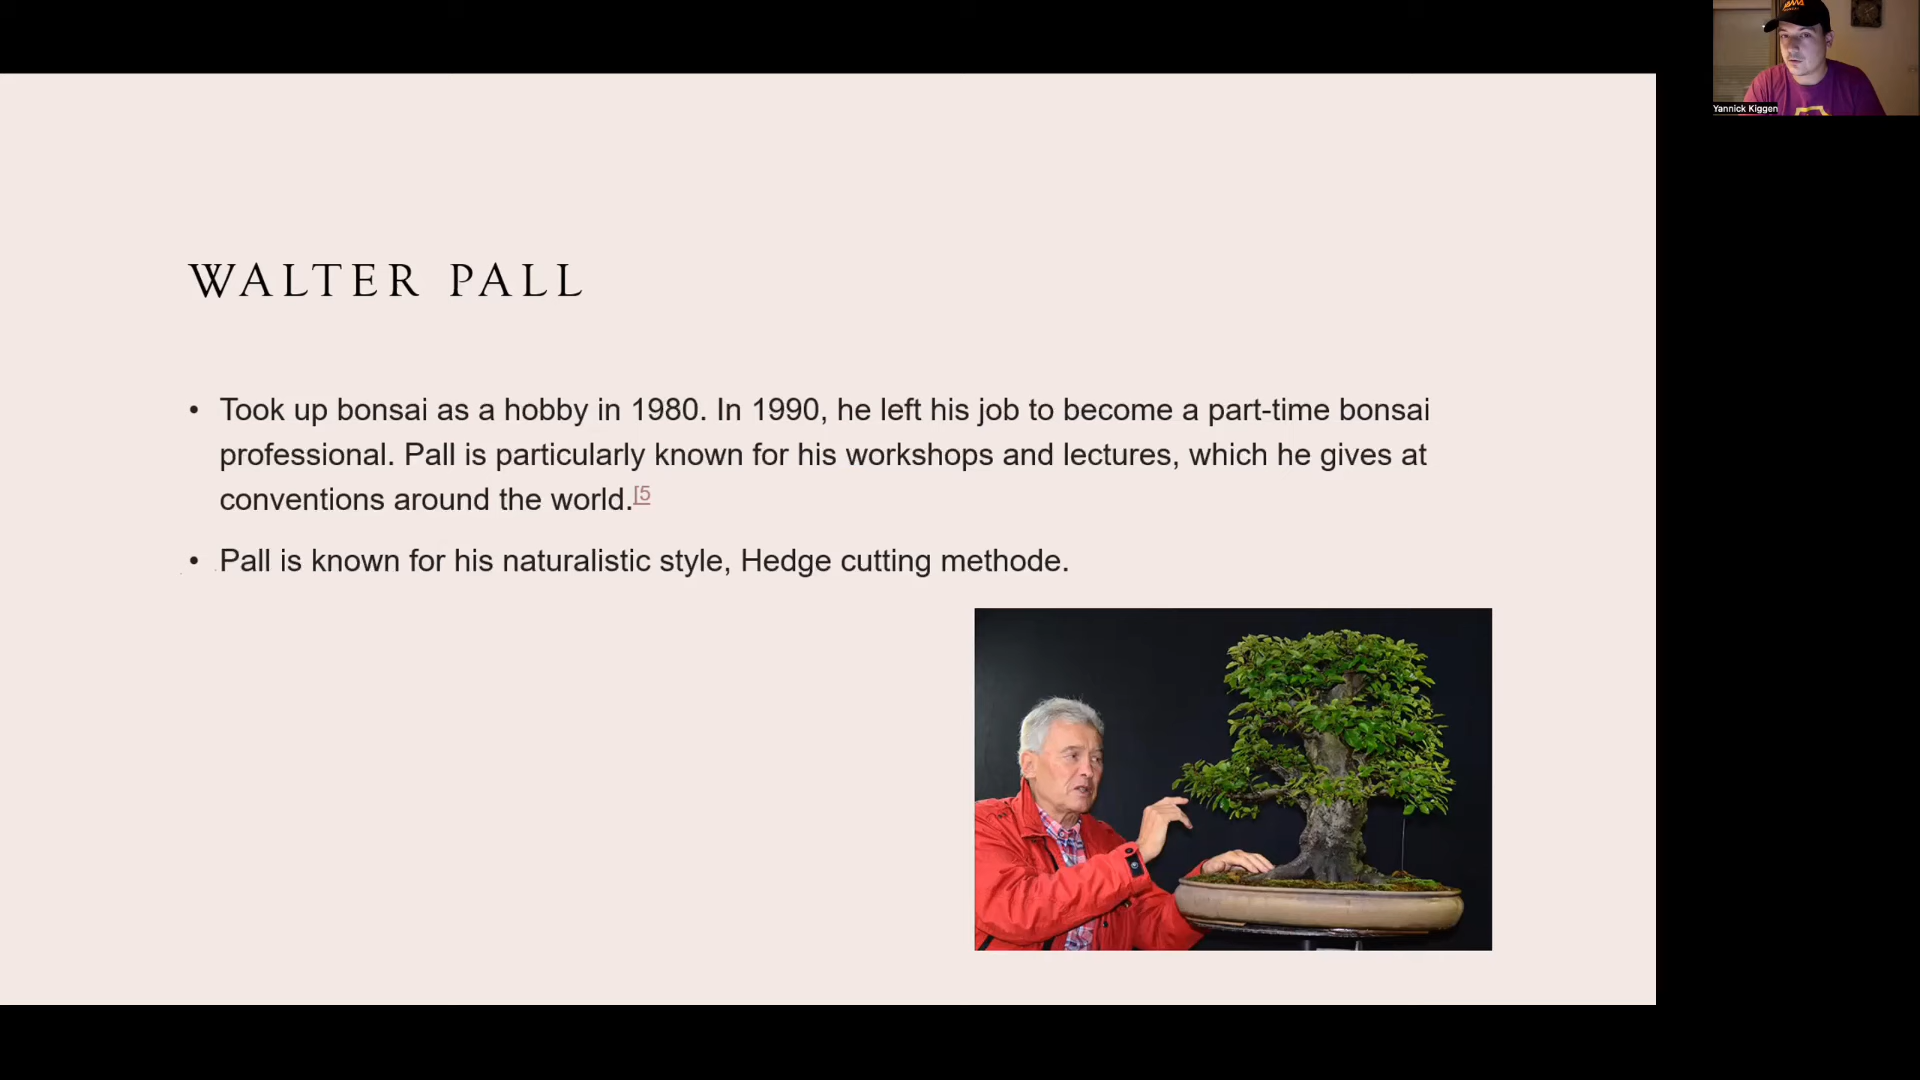 Yannick Kiggen
WALTER PALL
• Took up bonsai as a hobby in 1980. In 1990, he left his job to become a part-time bonsai
professional. Pall is particularly known for his workshops and lectures, which he gives at
conventions around the world.[5
• Pall is known for his naturalistic style, Hedge cutting methode.